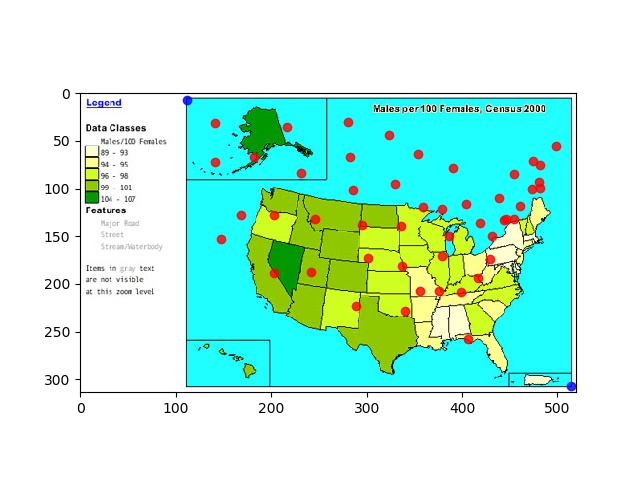 Legend
Males per 100 Females, Census 2000
Data Classes
Males/100 Females
89 - 93
94 - 95
96 - 98
99 - 101
104 - 107
Features
Major Road
Street
Stream/Waterbody
Items in gray text
are not visible
at this zoom level
0
50
100
150
200
250
300
0
100
200
300
400
500